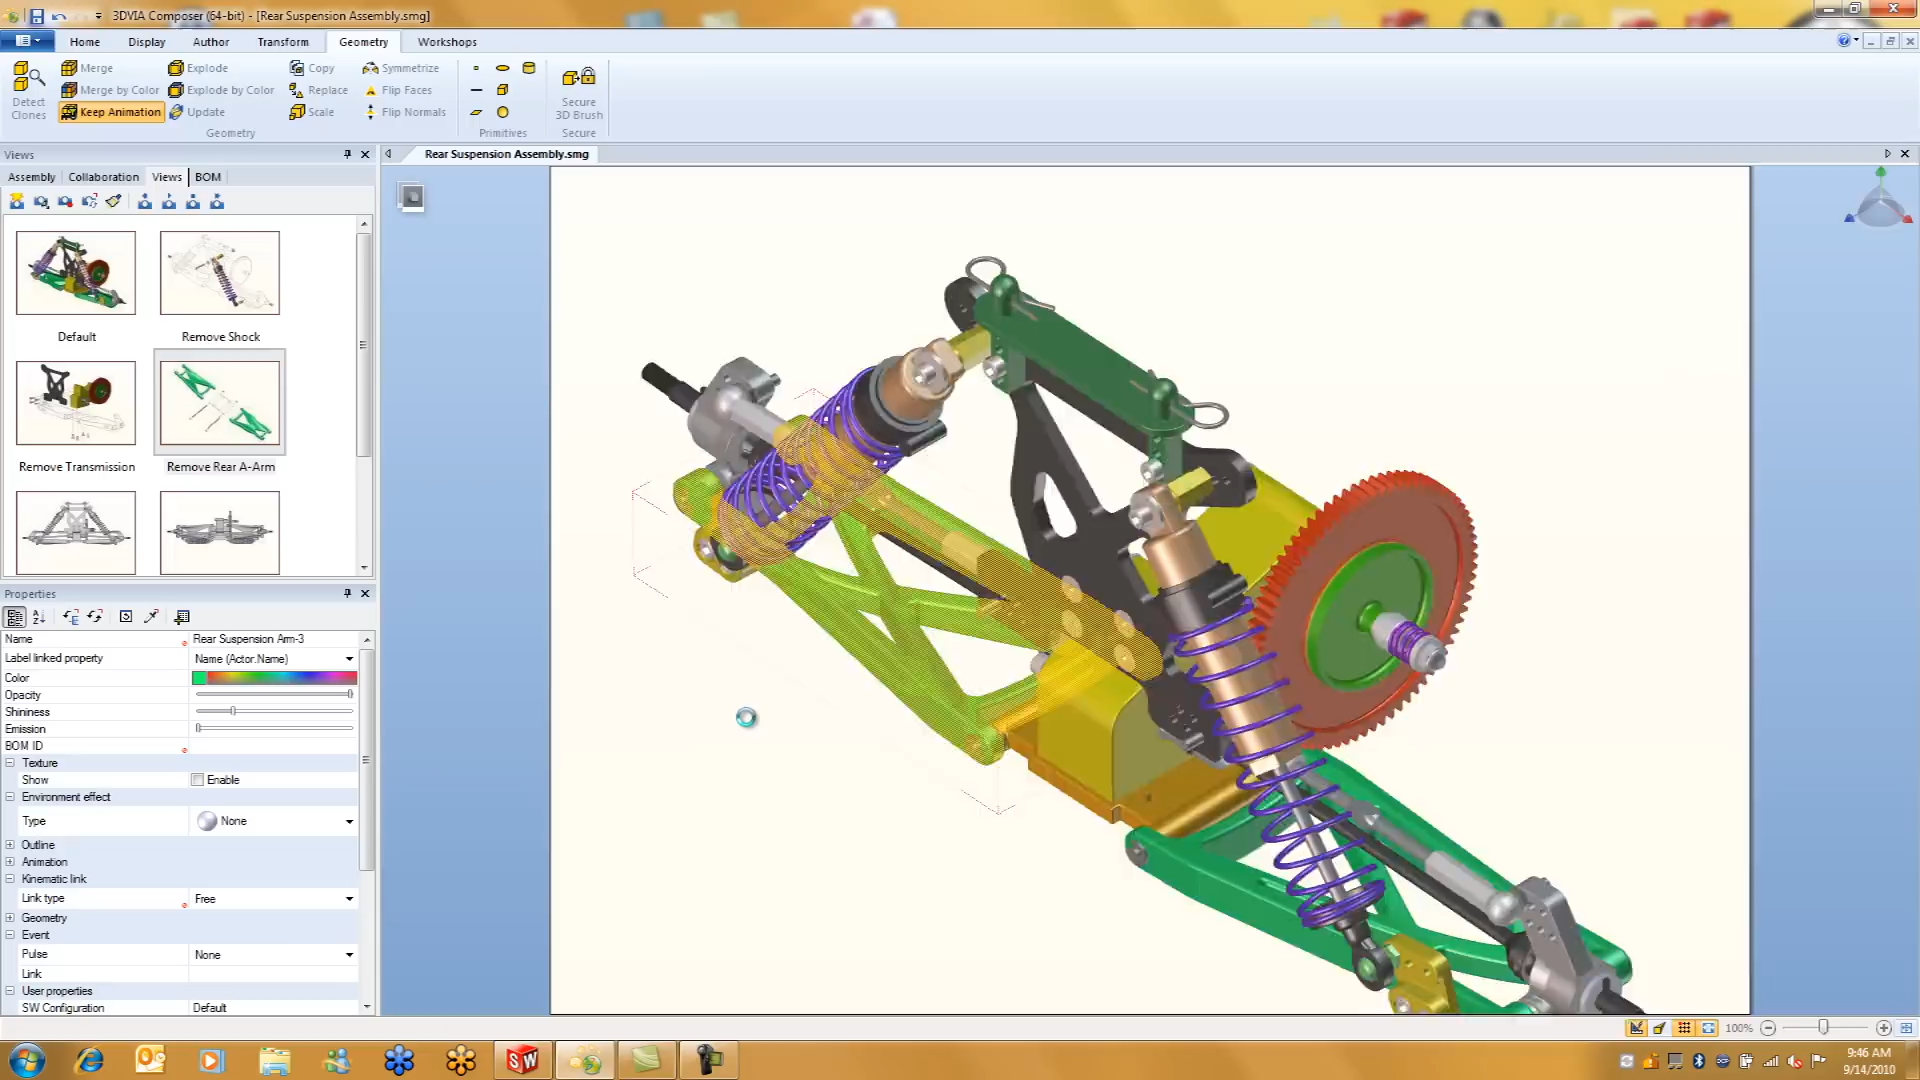 3DVIA Composer (64-bit) - [Rear Suspension Assembly.smg]
Home Display Author Transform Geometry Workshops
Detect Clones
Merge Explode Copy Symmetrize
Merge by Color Explode by Color Replace Flip Faces
Keep Animation Update Scale Flip Normals
Secure 3D Brush
Geometry Primitives Secure
Views
Rear Suspension Assembly.smg
Assembly Collaboration Views BOM
Default Remove Shock
Remove Transmission Remove Rear A-Arm
Properties
Name Rear Suspension Arm-3
Label linked property Name (Actor.Name)
Color
Opacity
Shininess
Emission
BOM ID
Texture
Show Enable
Environment effect
Type None
Outline
Animation
Kinematic link
Link type Free
Geometry
Event
Pulse None
Link
User properties
SW Configuration Default
100%
SW
9:46 AM
9/14/2010